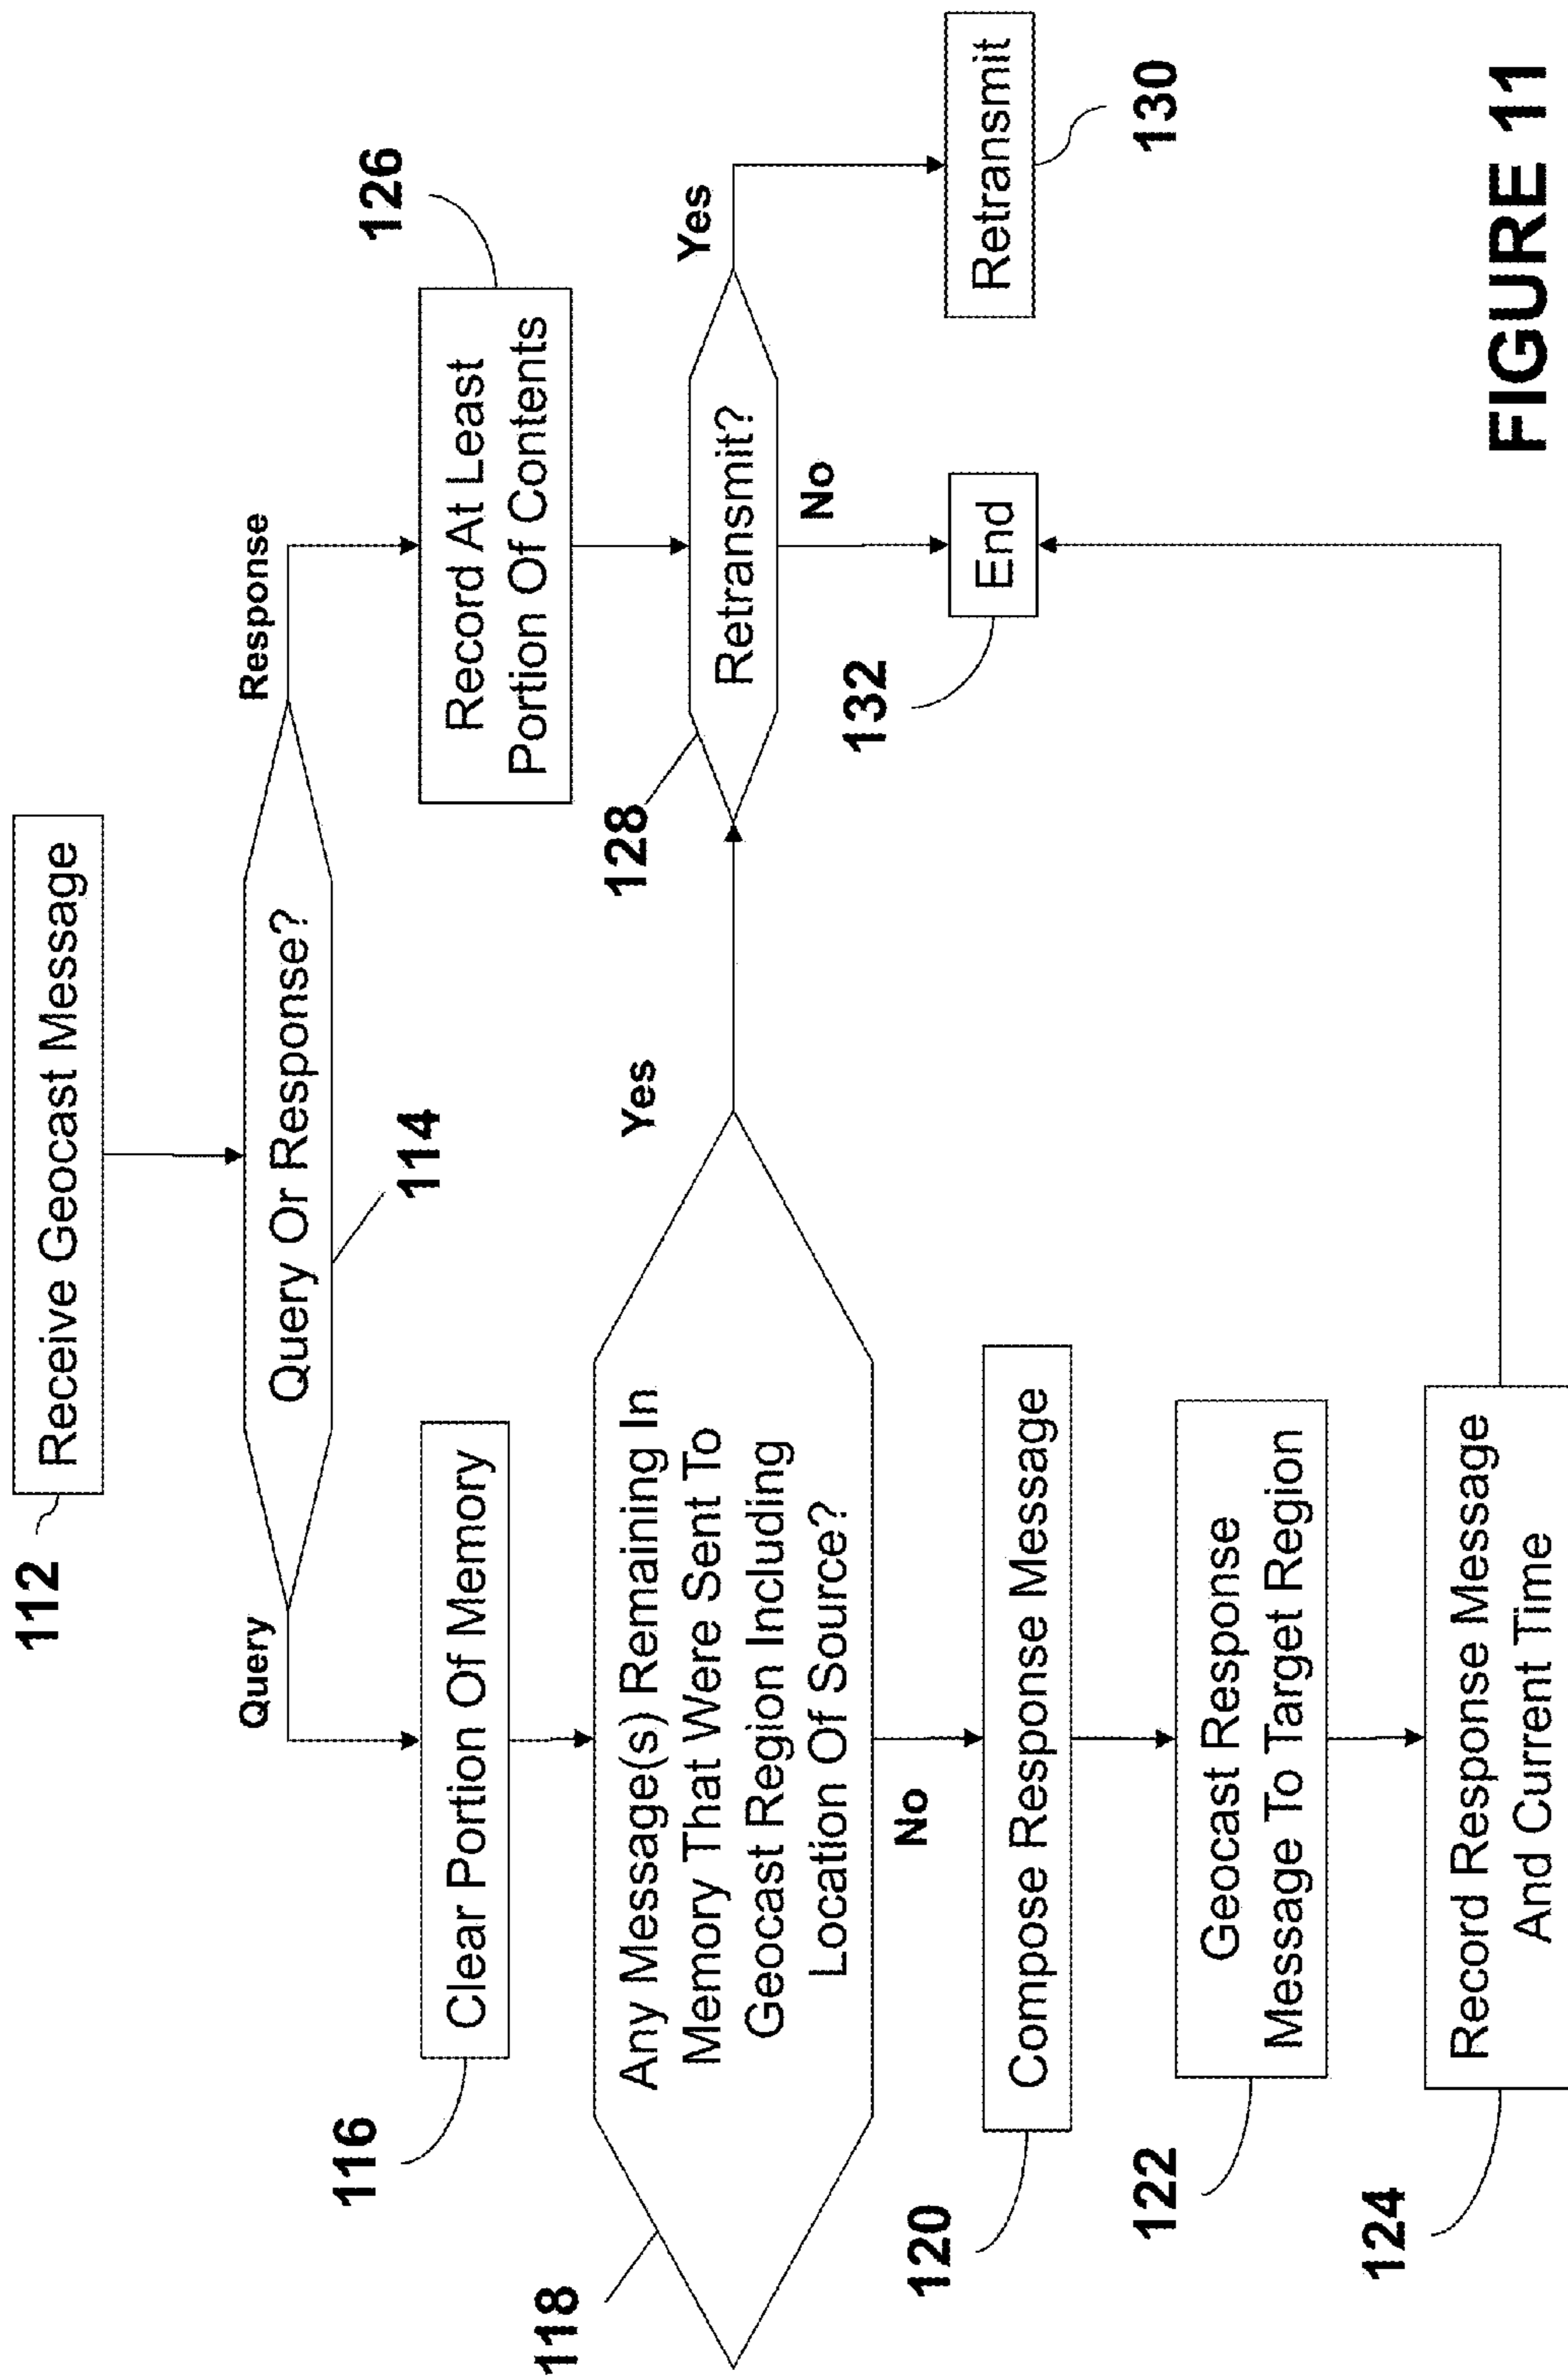 112
Receive Geocast Message
Query Or Response?
114
Query
Response
116
Clear Portion Of Memory
126
Record At Least
Portion Of Contents
118
Any Message(s) Remaining In
Memory That Were Sent To
Geocast Region Including
Location Of Source?
Yes
128
Retransmit?
Yes
No
No
120
Compose Response Message
132
End
Retransmit
130
122
Geocast Response
Message To Target Region
124
Record Response Message
And Current Time
FIGURE 11